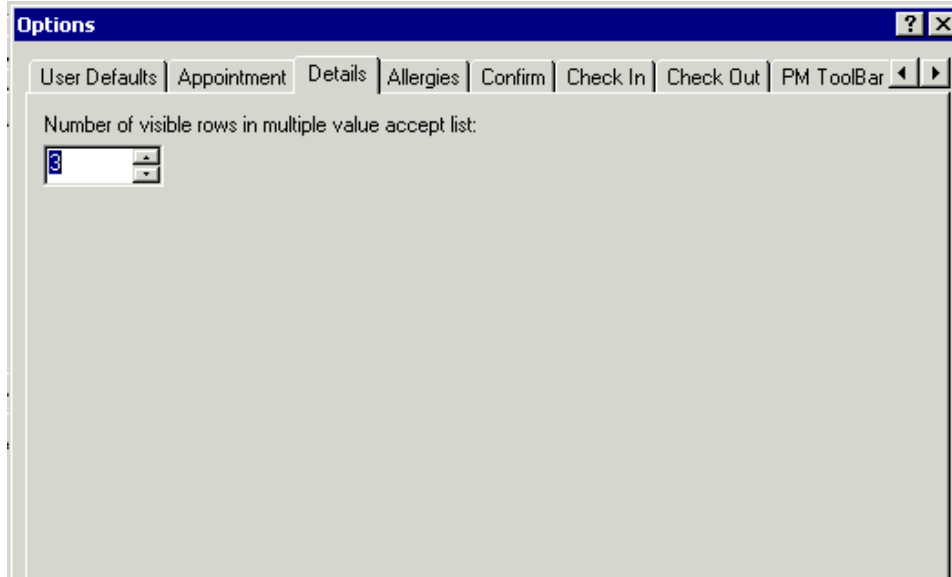 Options
User Defaults Appointment Details Allergies Confirm Check In Check Out PM ToolBar
Number of visible rows in multiple value accept list:
3